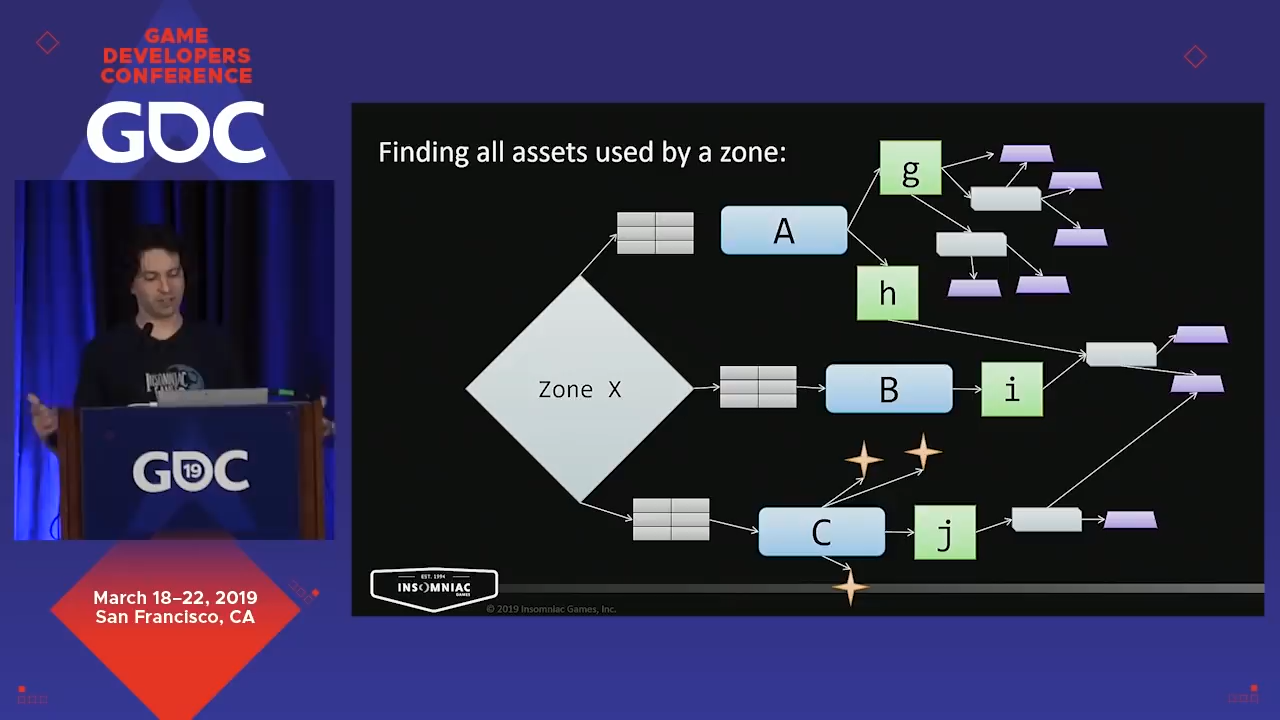 GAME
DEVELOPERS
CONFERENCE
GDC
Finding all assets used by a zone:
g
A
h
Zone X
B
i
C
j
INSOMNIAC
GDC
19
March 18–22, 2019
San Francisco, CA
EST. 1994
INSOMNIAC
GAMES
© 2019 Insomniac Games, Inc.